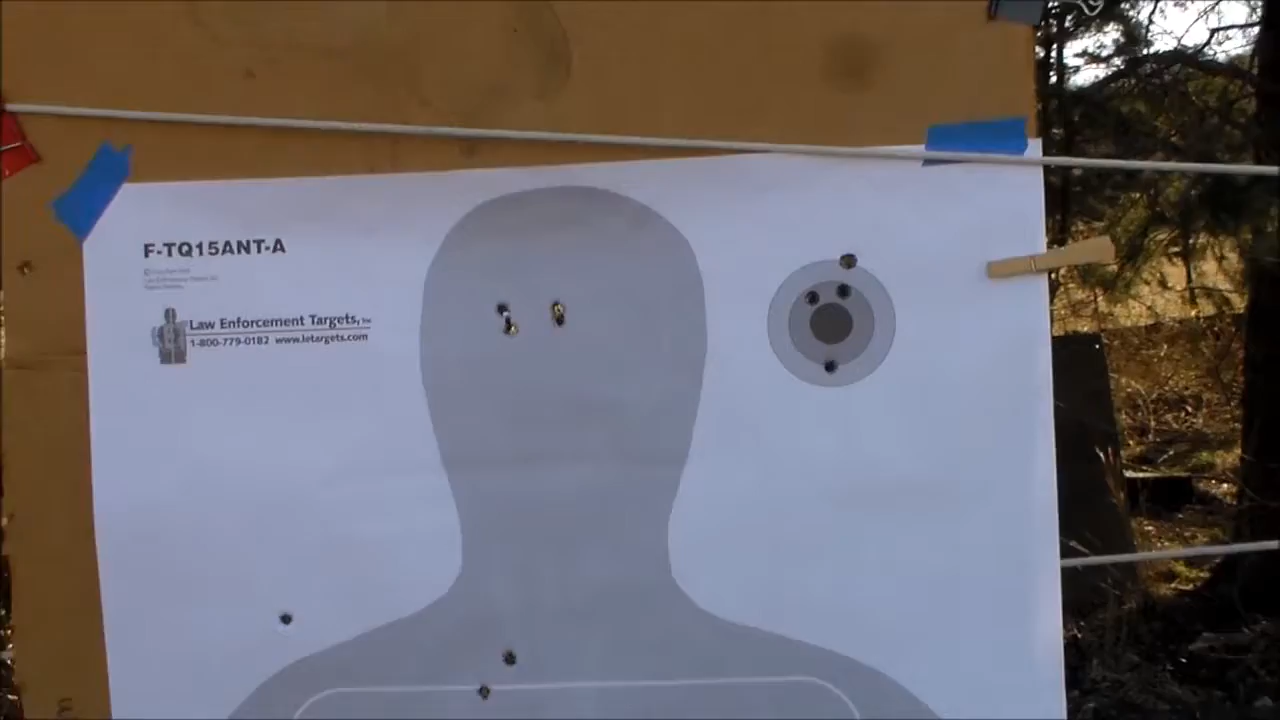 F-TQ15ANT-A
Law Enforcement Targets, Inc
1-800-779-0182 www.letargets.com